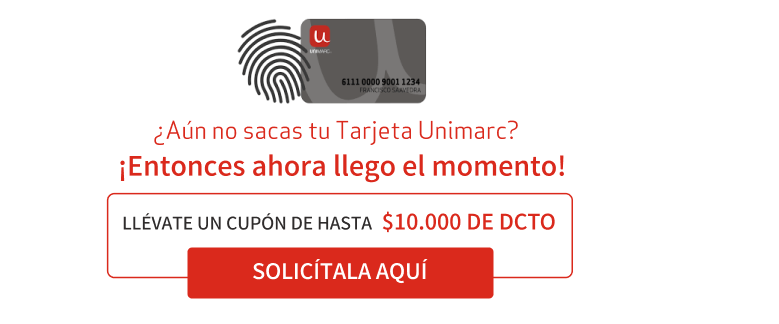 u
UNIMARC
6111 0000 9001 1234
FRANCISCO SAAVEDRA
¿Aún no sacas tu Tarjeta Unimarc?
¡Entonces ahora llego el momento!
LLÉVATE UN CUPÓN DE HASTA $10.000 DE DCTO
SOLICÍTALA AQUÍ